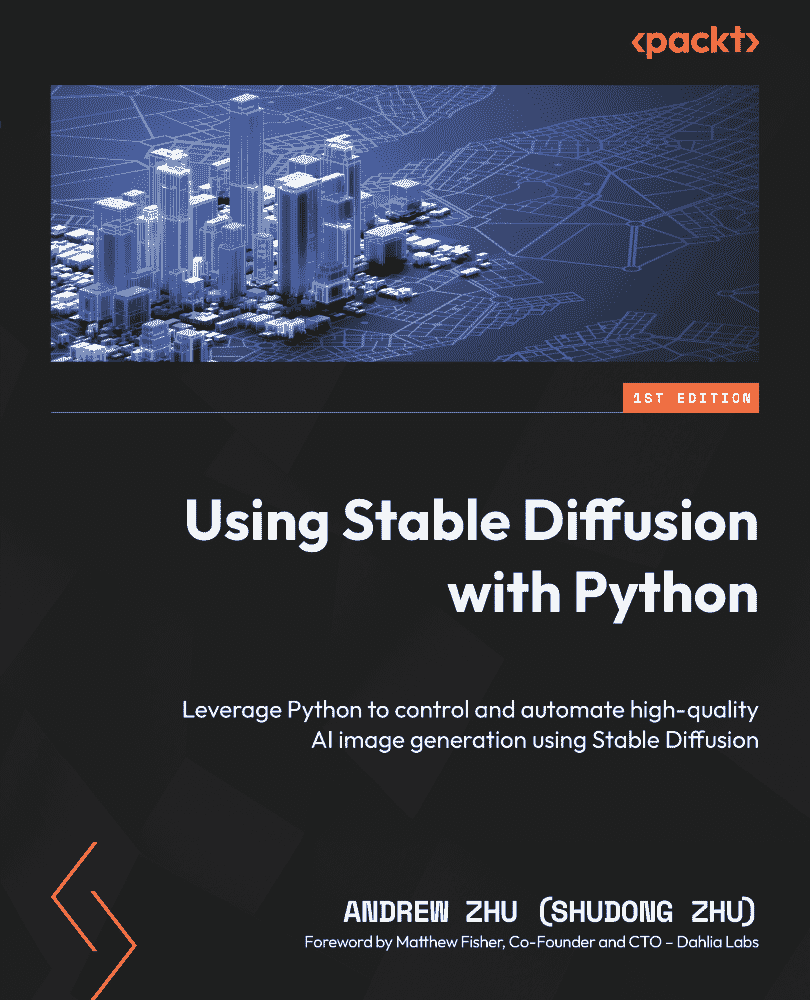 <packt>
1ST EDITION
Using Stable Diffusion
with Python
Leverage Python to control and automate high-quality
AI image generation using Stable Diffusion
ANDREW ZHU (SHUDONG ZHU)
Foreword by Matthew Fisher, Co-Founder and CTO – Dahlia Labs